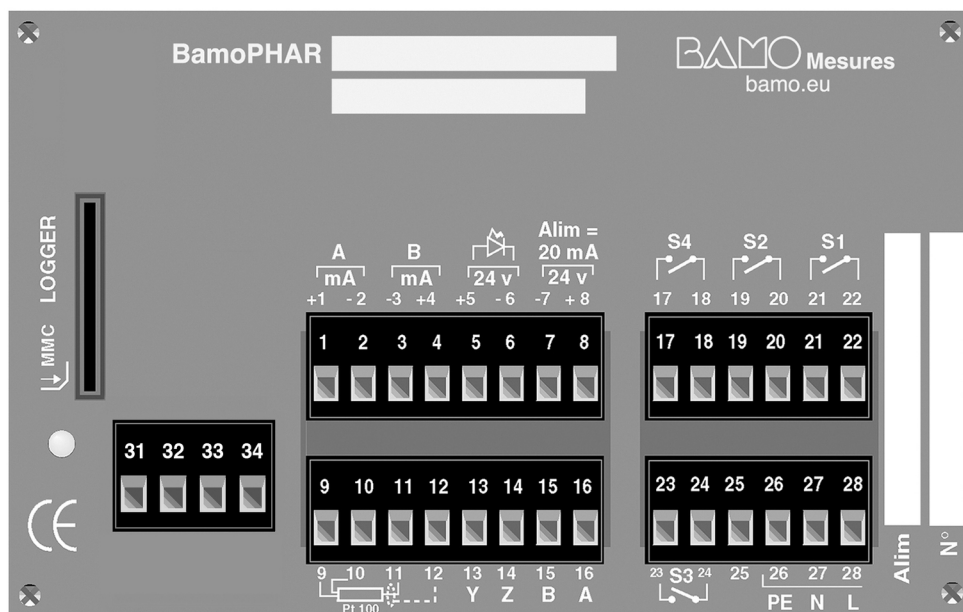 BamoPHAR
BAMO Mesures
bamo.eu
MMC LOGGER
A B Alim =
20 mA
mA mA 24 v 24 v
+1 - 2 -3 +4 +5 - 6 -7 + 8
S4 S2 S1
17 18 19 20 21 22
1 2 3 4 5 6 7 8
17 18 19 20 21 22
31 32 33 34
9 10 11 12 13 14 15 16
23 24 25 26 27 28
9 10 11 12 13 14 15 16
Pt 100 Y Z B A
23 S3 24 25 26 27 28
PE N L
CE
Alim
N°